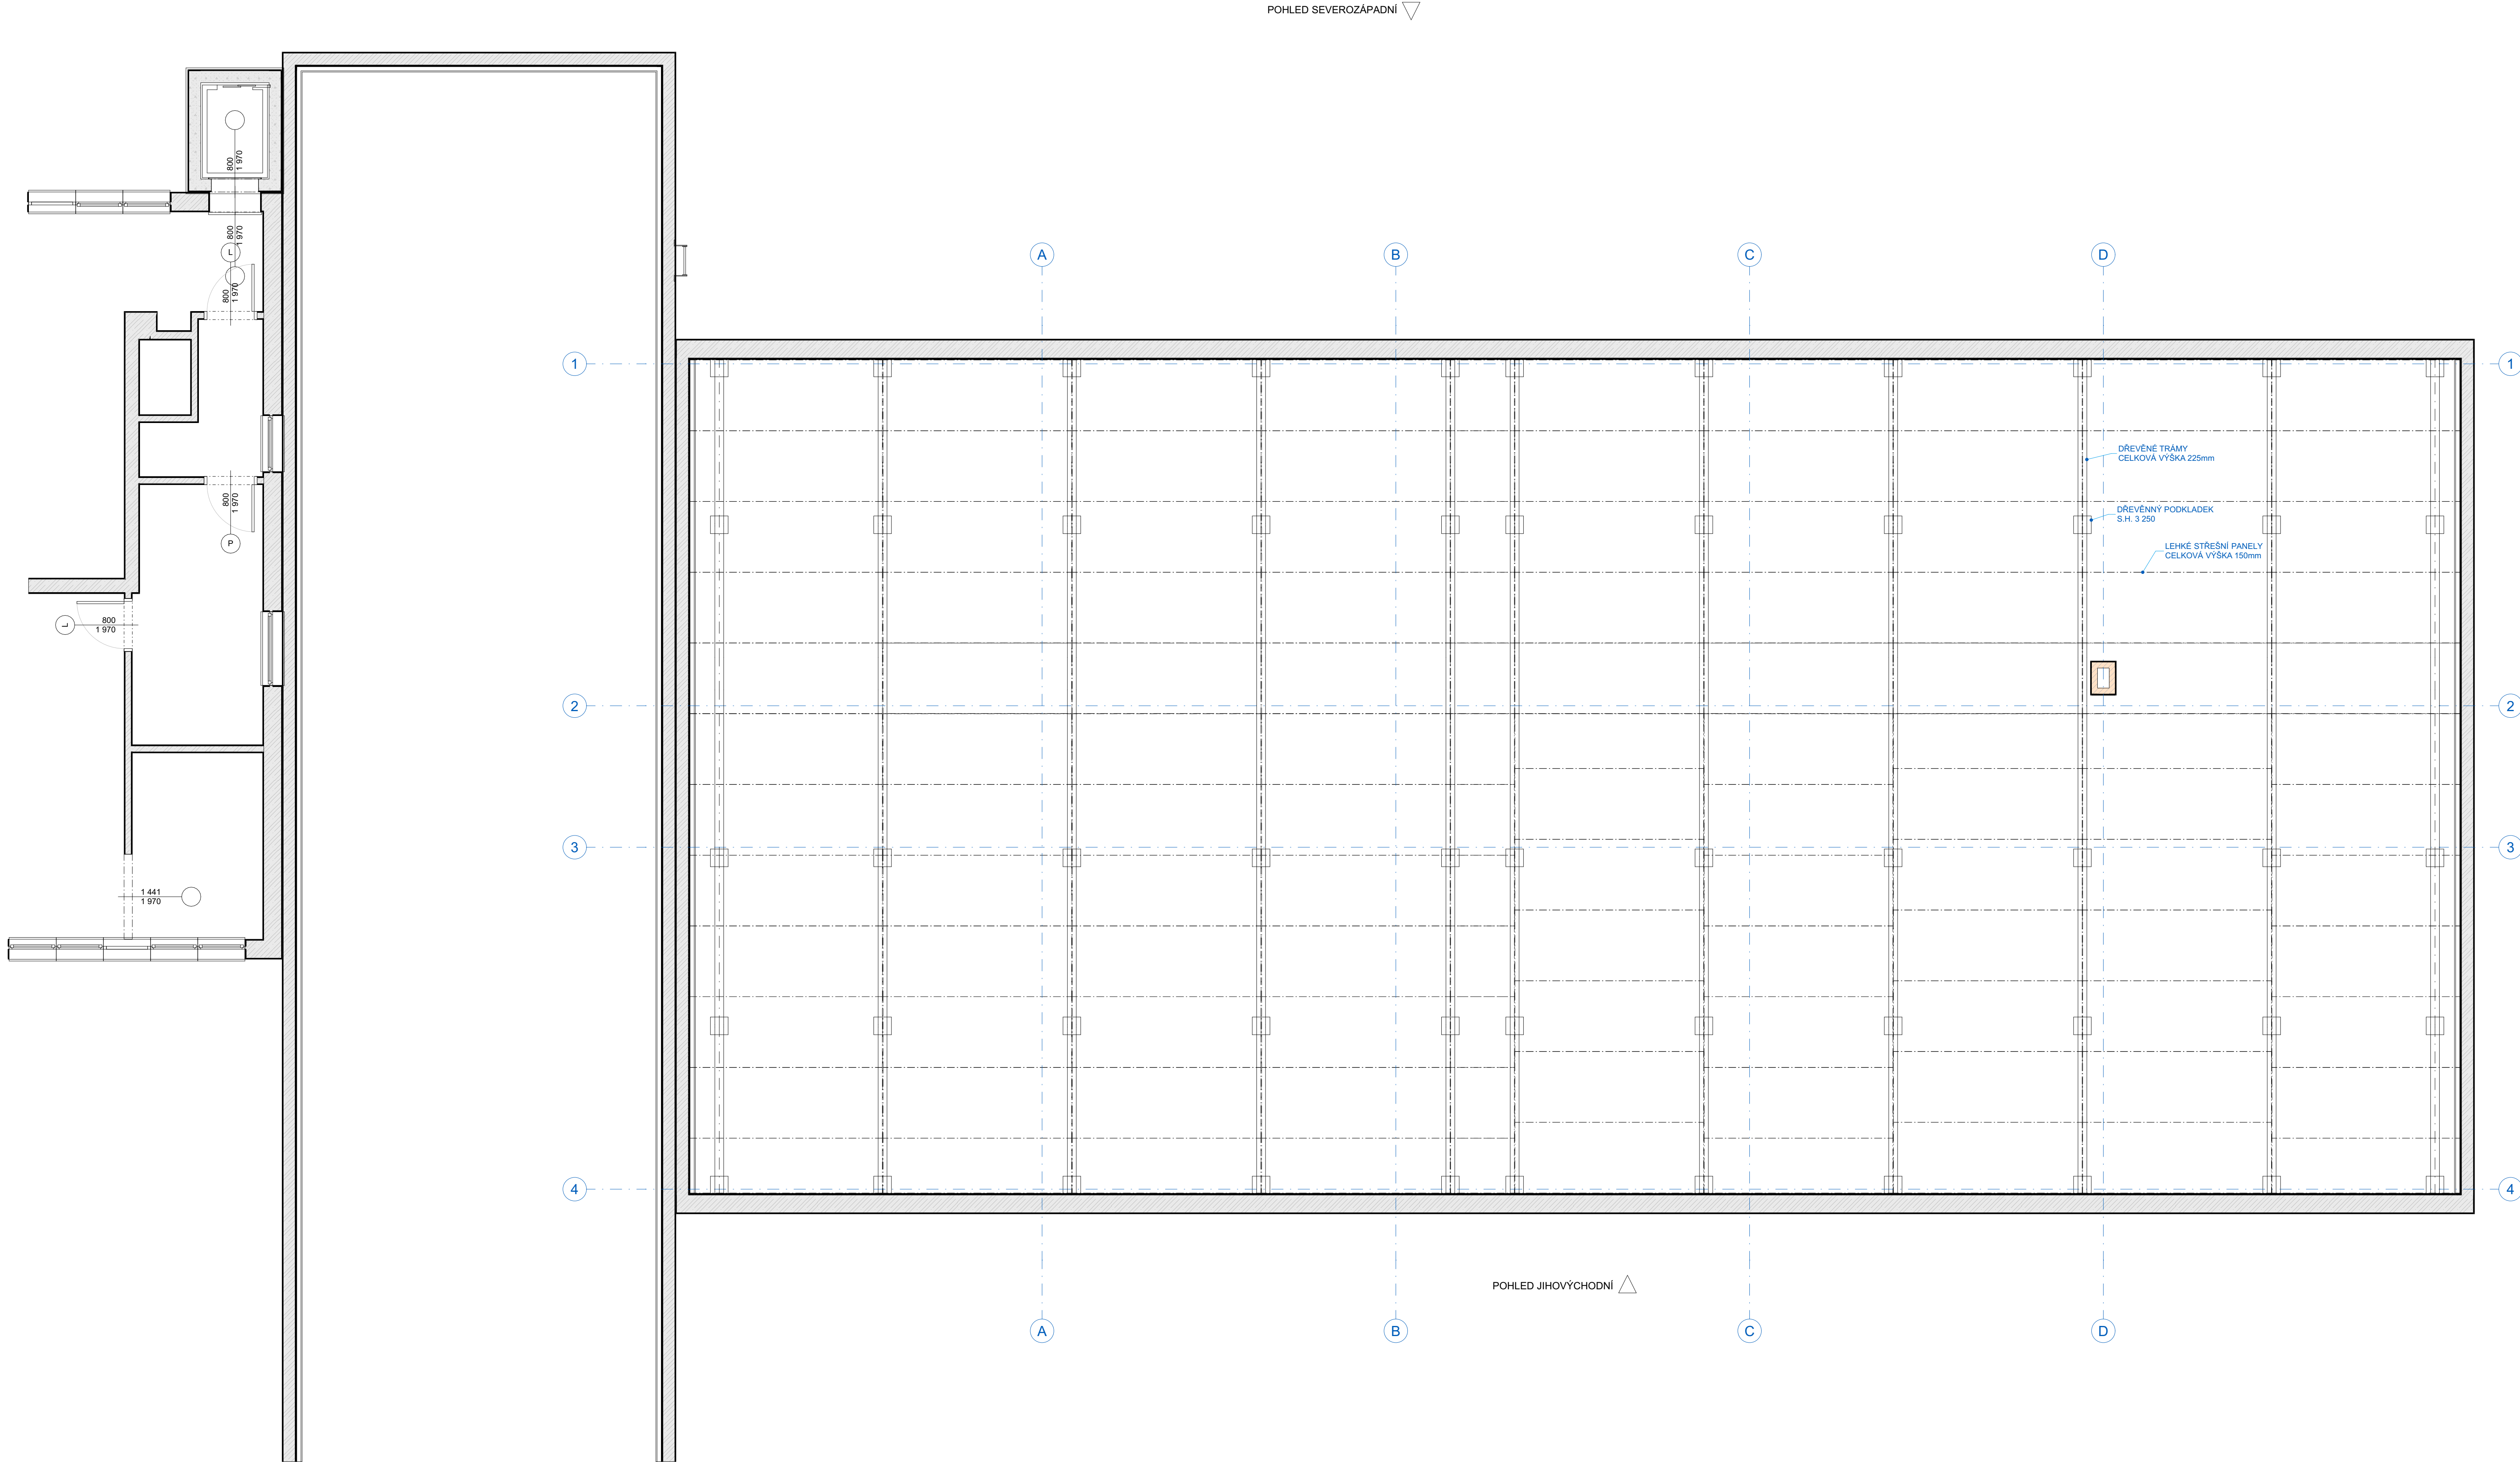 POHLED SEVEROZÁPADNÍ
800
1 970
800
1 970
L
800
1 970
A
B
C
D
1
1
DŘEVĚNÉ TRÁMY
CELKOVÁ VÝŠKA 225mm
800
1 970
DŘEVĚNNÝ PODKLADEK
S.H. 3 250
P
LEHKÉ STŘEŠNÍ PANELY
CELKOVÁ VÝŠKA 150mm
L
800
1 970
2
2
3
3
1 441
1 970
4
4
POHLED JIHOVÝCHODNÍ
A
B
C
D